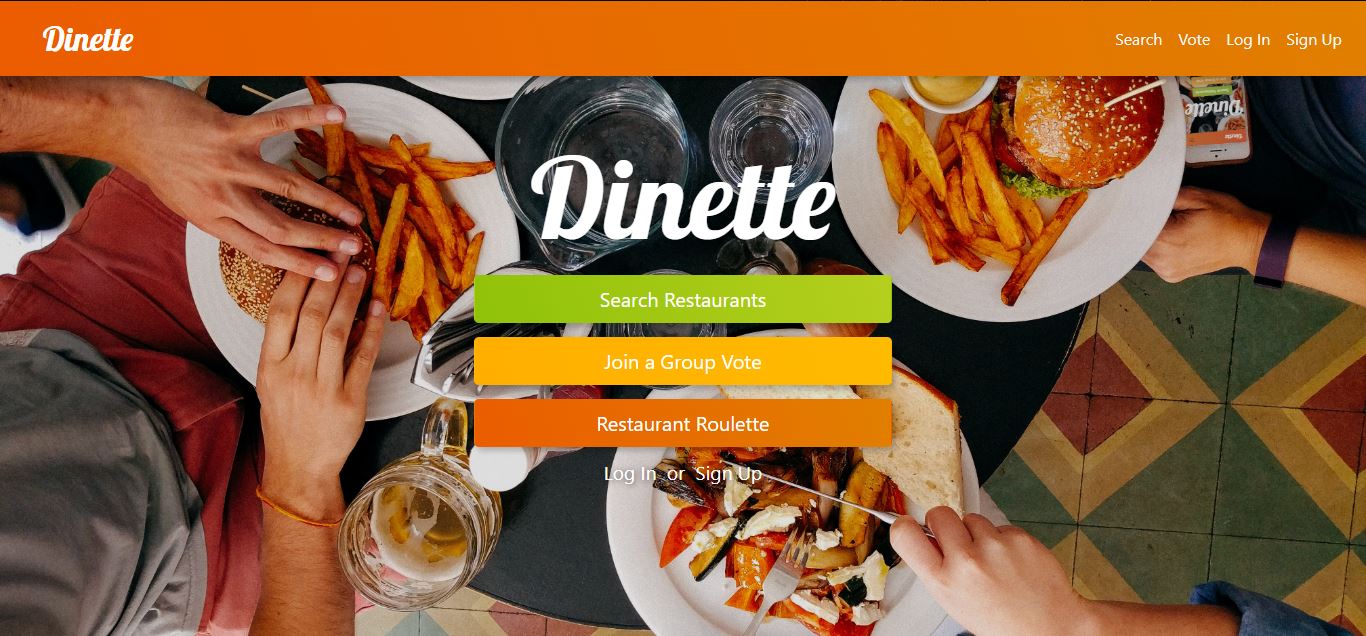 Dinette
Search Vote Log In Sign Up
Dinette
Dinette
Search Restaurants
Join a Group Vote
Restaurant Roulette
Log In or Sign Up